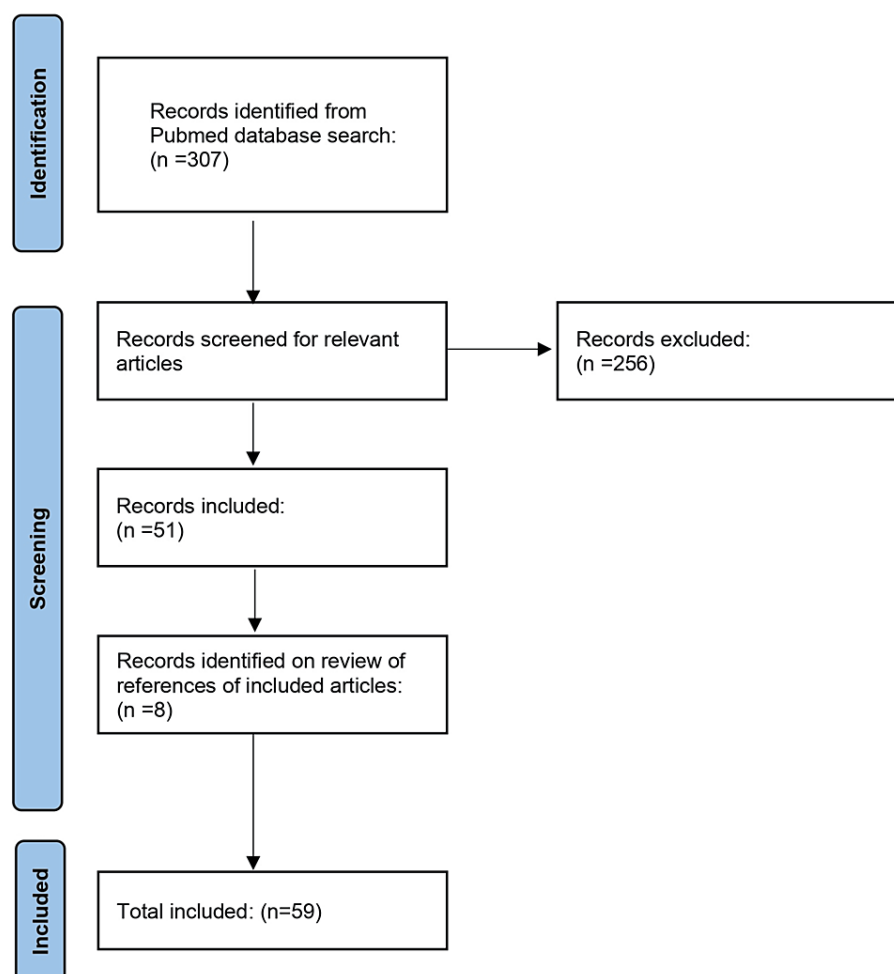 Identification
Records identified from
Pubmed database search:
(n =307)
Screening
Records screened for relevant
articles
Records excluded:
(n =256)
Records included:
(n =51)
Records identified on review of
references of included articles:
(n =8)
Included
Total included: (n=59)